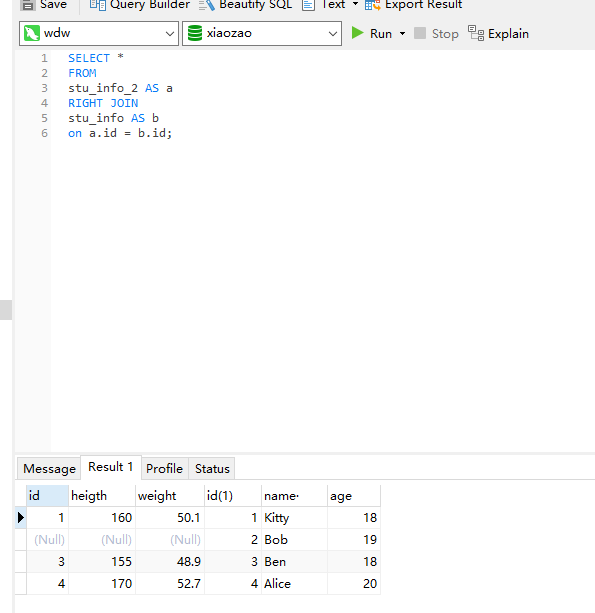 Save Query Builder Beautify SQL Text Export Result
wdw xiaozao Run Stop Explain
1 SELECT *
2 FROM
3 stu_info_2 AS a
4 RIGHT JOIN
5 stu_info AS b
6 on a.id = b.id;
Message Result 1 Profile Status
id heigth weight id(1) name· age
1 160 50.1 1 Kitty 18
(Null) (Null) (Null) 2 Bob 19
3 155 48.9 3 Ben 18
4 170 52.7 4 Alice 20